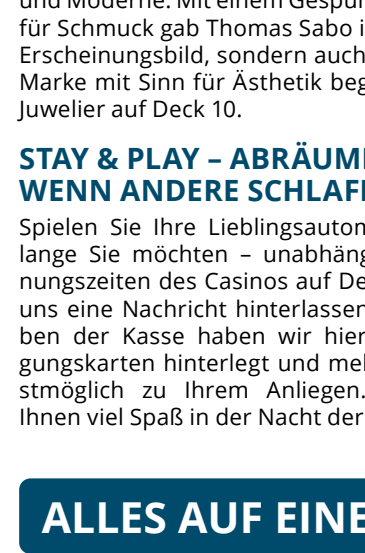 und Moderne. Mit einem Gespür
für Schmuck gab Thomas Sabo i
Erscheinungsbild, sondern auch
Marke mit Sinn für Ästhetik beg
Juwelier auf Deck 10.
STAY & PLAY – ABRÄUM
WENN ANDERE SCHLAF
Spielen Sie Ihre Lieblingsautom
lange Sie möchten – unabhäng
nungszeiten des Casinos auf De
uns eine Nachricht hinterlassen
ben der Kasse haben wir hier
gungskarten hinterlegt und mel
stmöglich zu Ihrem Anliegen.
Ihnen viel Spaß in der Nacht der
ALLES AUF EINE